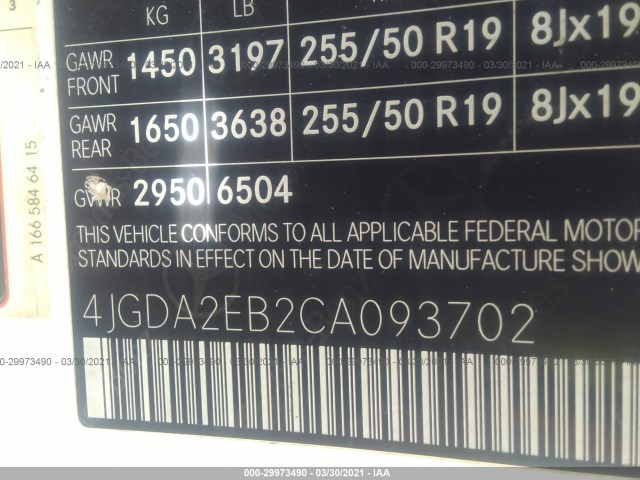 KG LB
GAWR FRONT 1450 3197 255/50 R19 8Jx19
GAWR REAR 1650 3638 255/50 R19 8Jx19
GVWR 2950 6504
THIS VEHICLE CONFORMS TO ALL APPLICABLE FEDERAL MOTOR
STANDARDS IN EFFECT ON THE DATE OF MANUFACTURE SHOW
4JGDA2EB2CA093702
A 166 584 64 15
000-29973490 - 03/30/2021 - IAA